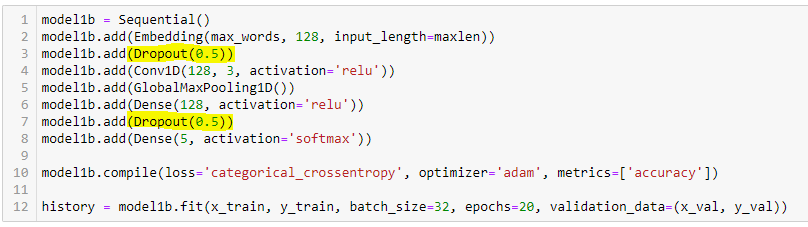 1 model1b = Sequential()
2 model1b.add(Embedding(max_words, 128, input_length=maxlen))
3 model1b.add(Dropout(0.5))
4 model1b.add(Conv1D(128, 3, activation='relu'))
5 model1b.add(GlobalMaxPooling1D())
6 model1b.add(Dense(128, activation='relu'))
7 model1b.add(Dropout(0.5))
8 model1b.add(Dense(5, activation='softmax'))
9
10 model1b.compile(loss='categorical_crossentropy', optimizer='adam', metrics=['accuracy'])
11
12 history = model1b.fit(x_train, y_train, batch_size=32, epochs=20, validation_data=(x_val, y_val))